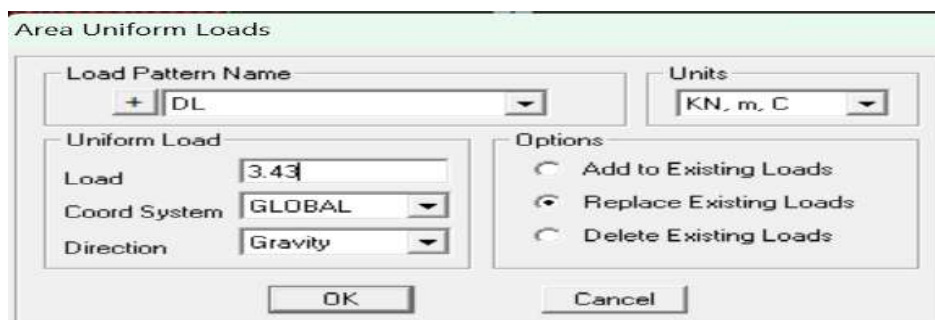 Area Uniform Loads
Load Pattern Name
+ DL
Units
KN, m, C
Uniform Load
Load 3.43
Coord System GLOBAL
Direction Gravity
Options
Add to Existing Loads
Replace Existing Loads
Delete Existing Loads
OK
Cancel